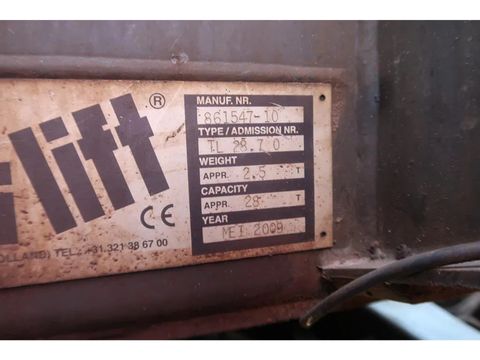 lift®
CE
HOLLAND) TEL.: +31.321 38 67 00
MANUF. NR.
861547-10
TYPE / ADMISSION NR.
TL 28.7 0
WEIGHT
APPR. 2.5 T
CAPACITY
APPR. 28 T
YEAR
MEI 2009